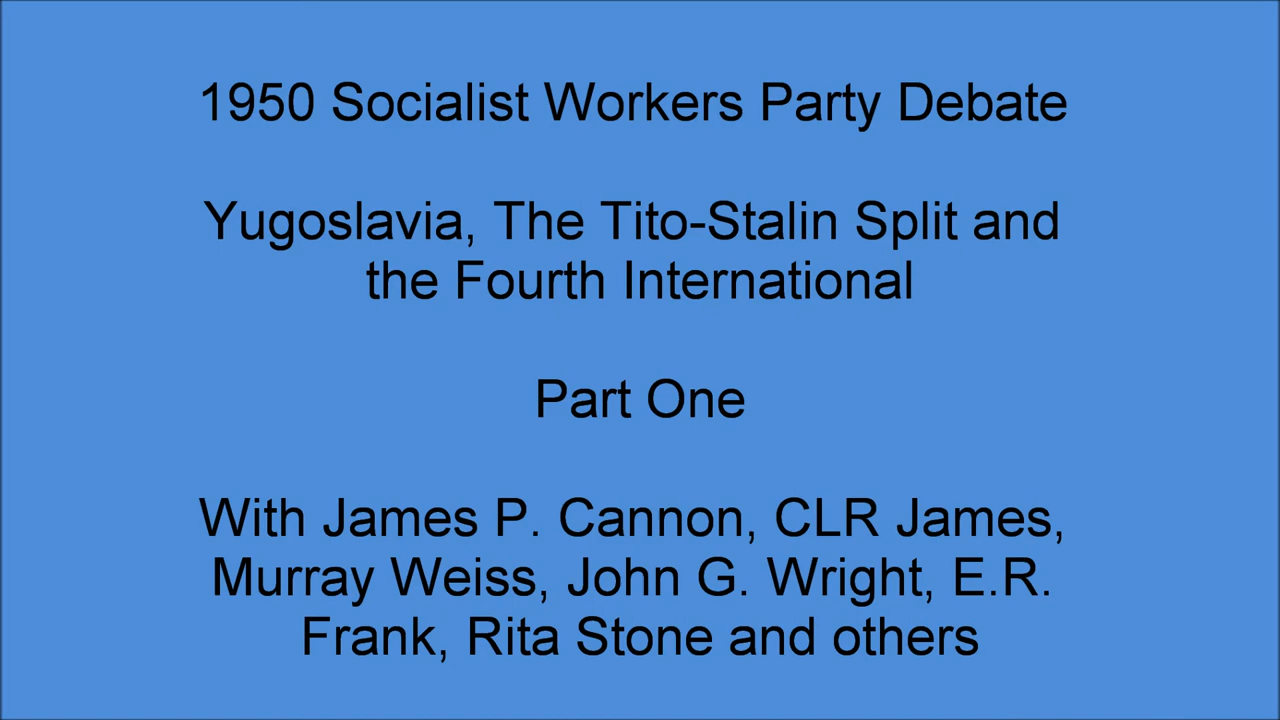 1950 Socialist Workers Party Debate
Yugoslavia, The Tito-Stalin Split and
the Fourth International
Part One
With James P. Cannon, CLR James,
Murray Weiss, John G. Wright, E.R.
Frank, Rita Stone and others